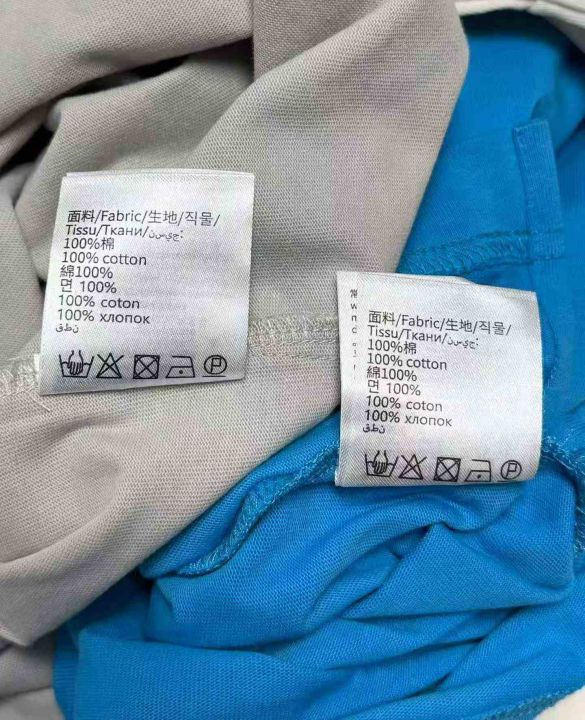 面料/Fabric/生地/직물/
Tissu/Ткани/نسيج:
100%棉
100% cotton
綿100%
면 100%
100% coton
100% хлопок
قطن
P
面料/Fabric/生地/직물/
Tissu/Ткани/نسيج:
100%棉
100% cotton
綿100%
면 100%
100% coton
100% хлопок
قطن
P